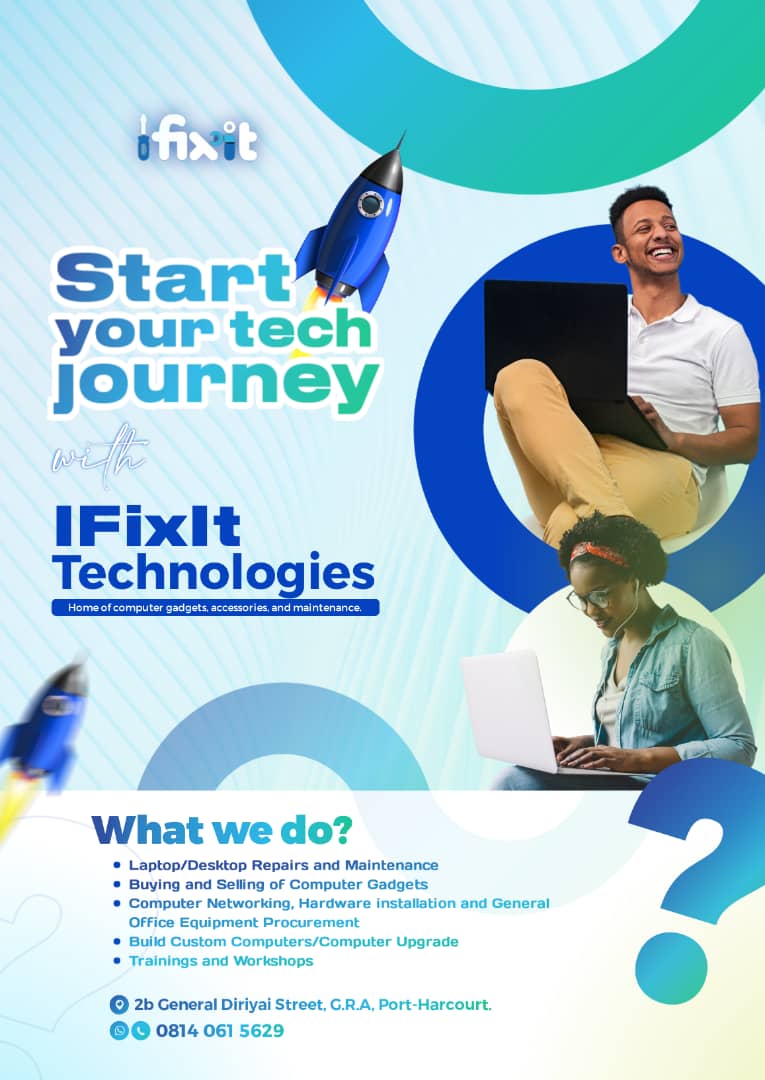 ifixit
Start
your tech
journey
with
IFixIt
Technologies
Home of computer gadgets, accessories, and maintenance.
What we do?
Laptop/Desktop Repairs and Maintenance
Buying and Selling of Computer Gadgets
Computer Networking, Hardware installation and General
Office Equipment Procurement
Build Custom Computers/Computer Upgrade
Trainings and Workshops
2b General Diriyai Street, G.R.A, Port-Harcourt.
0814 061 5629
?